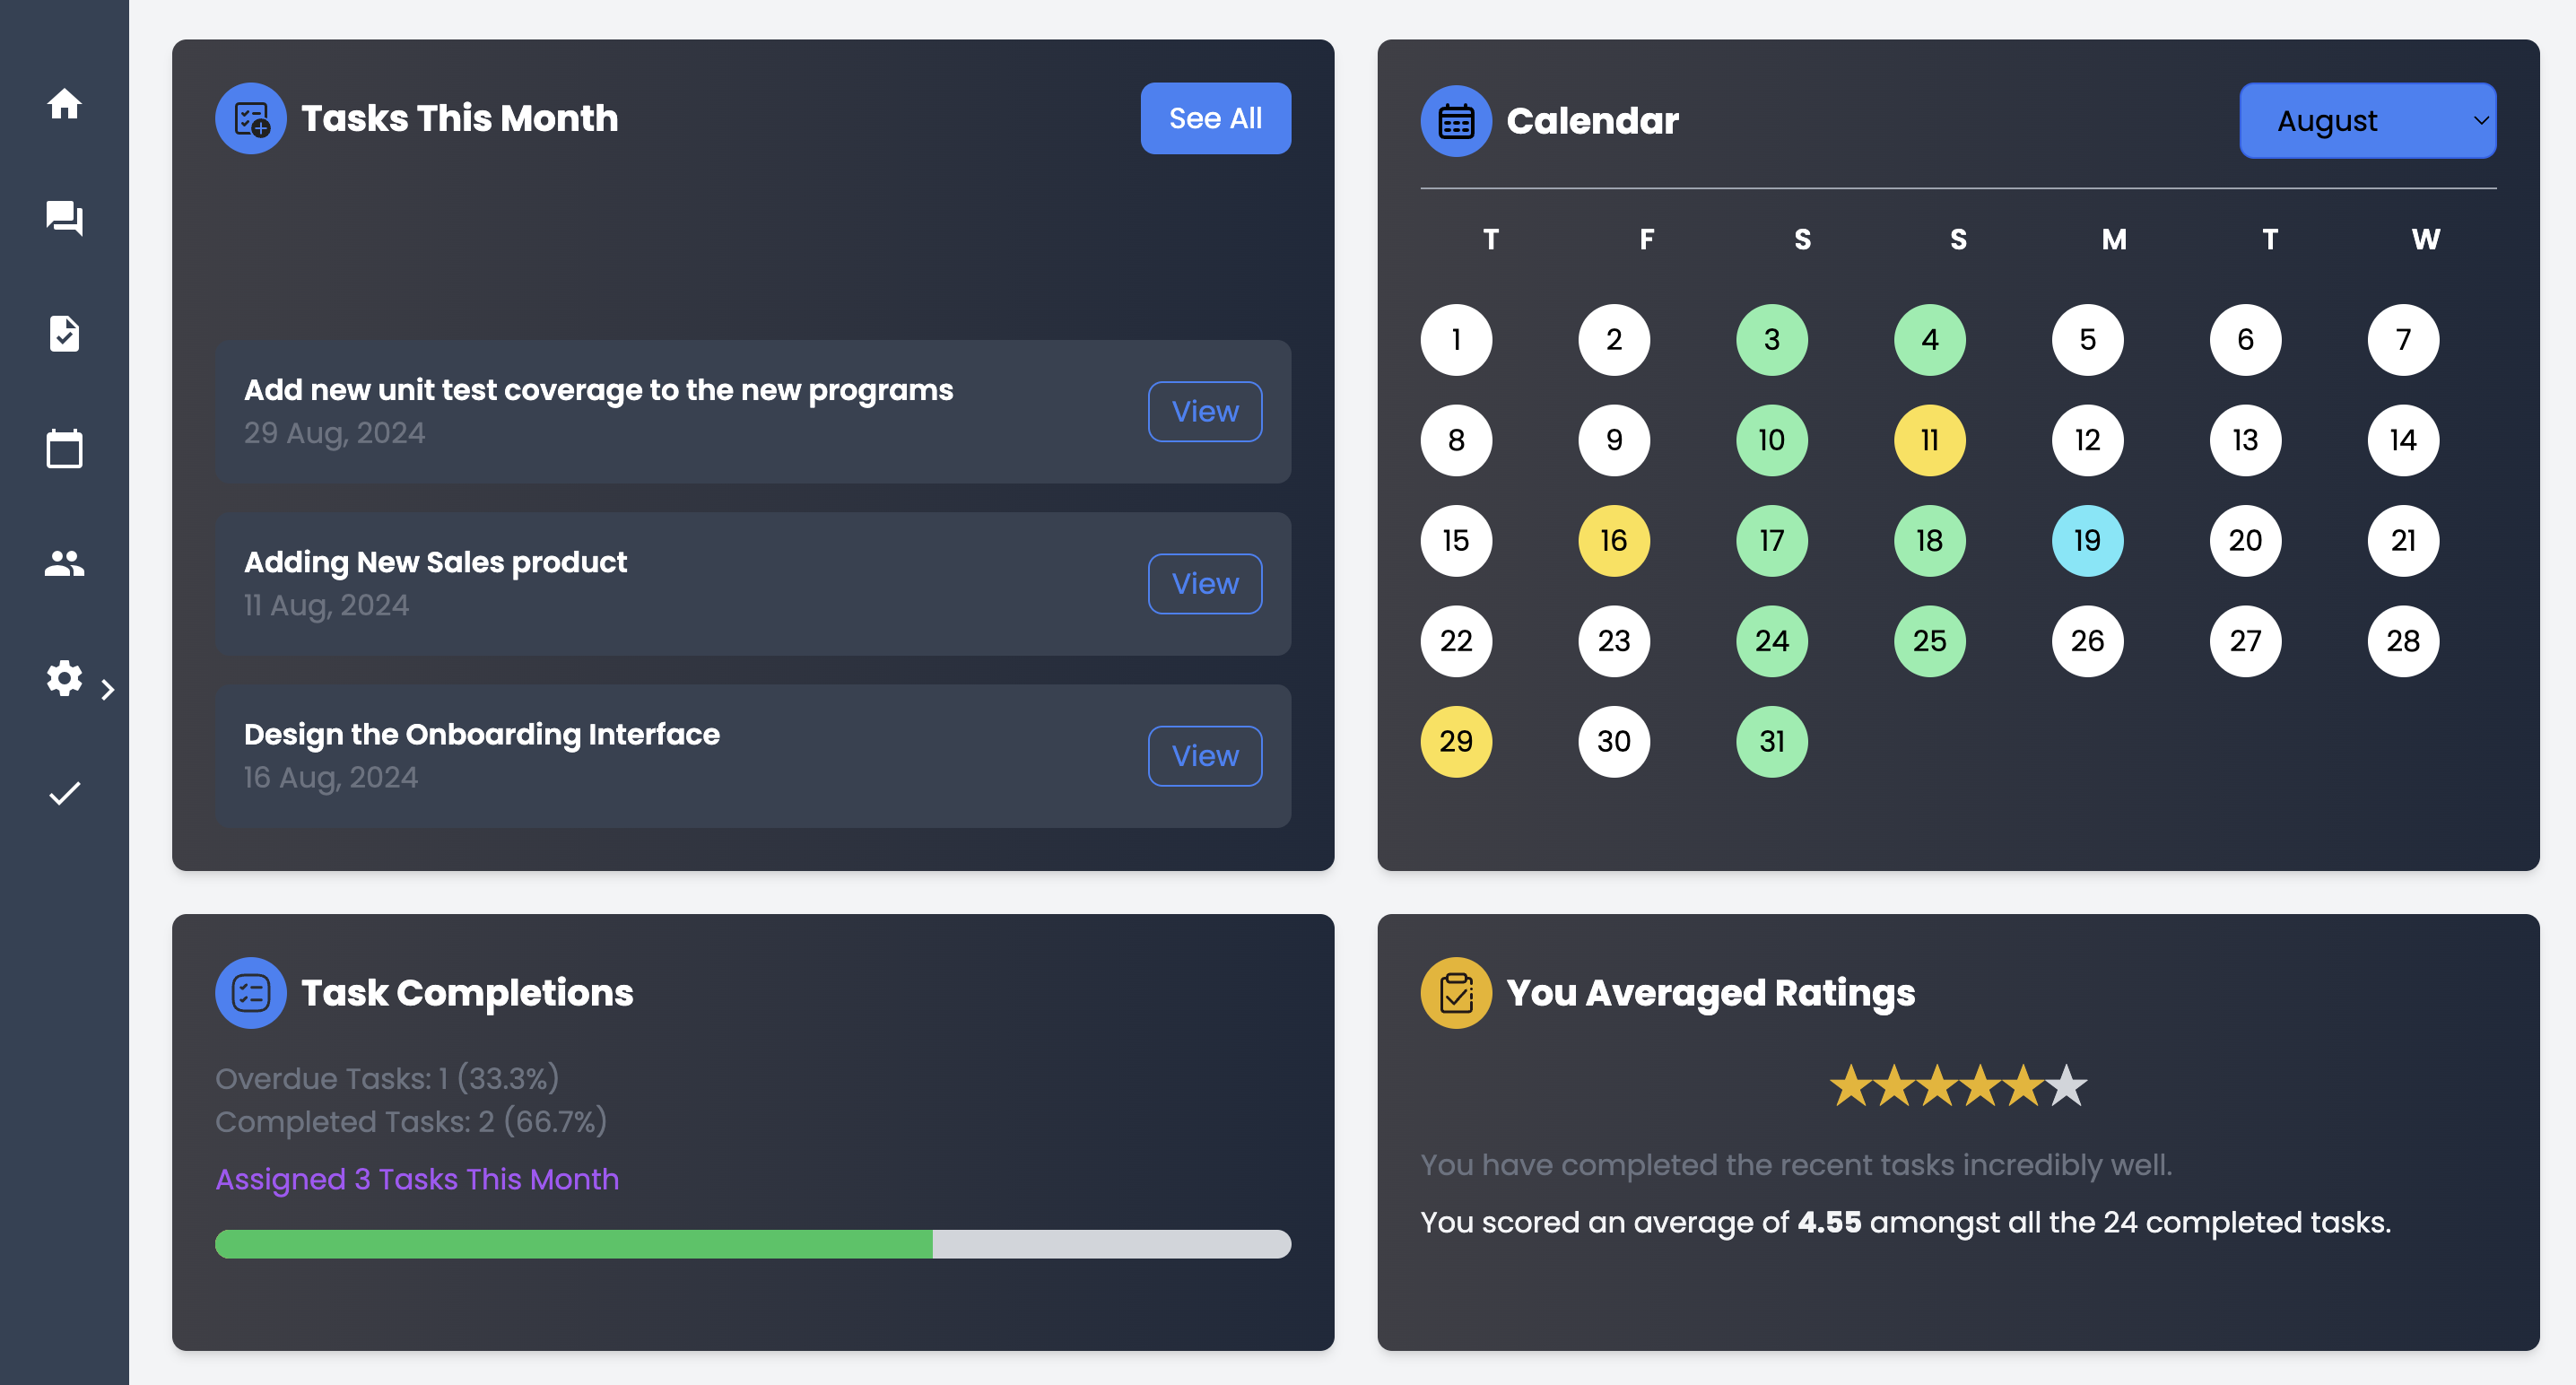 Tasks This Month
See All
Add new unit test coverage to the new programs
29 Aug, 2024
View
Adding New Sales product
11 Aug, 2024
View
Design the Onboarding Interface
16 Aug, 2024
View
Calendar
August
T F S S M T W
1 2 3 4 5 6 7
8 9 10 11 12 13 14
15 16 17 18 19 20 21
22 23 24 25 26 27 28
29 30 31
Task Completions
Overdue Tasks: 1 (33.3%)
Completed Tasks: 2 (66.7%)
Assigned 3 Tasks This Month
You Averaged Ratings
You have completed the recent tasks incredibly well.
You scored an average of 4.55 amongst all the 24 completed tasks.